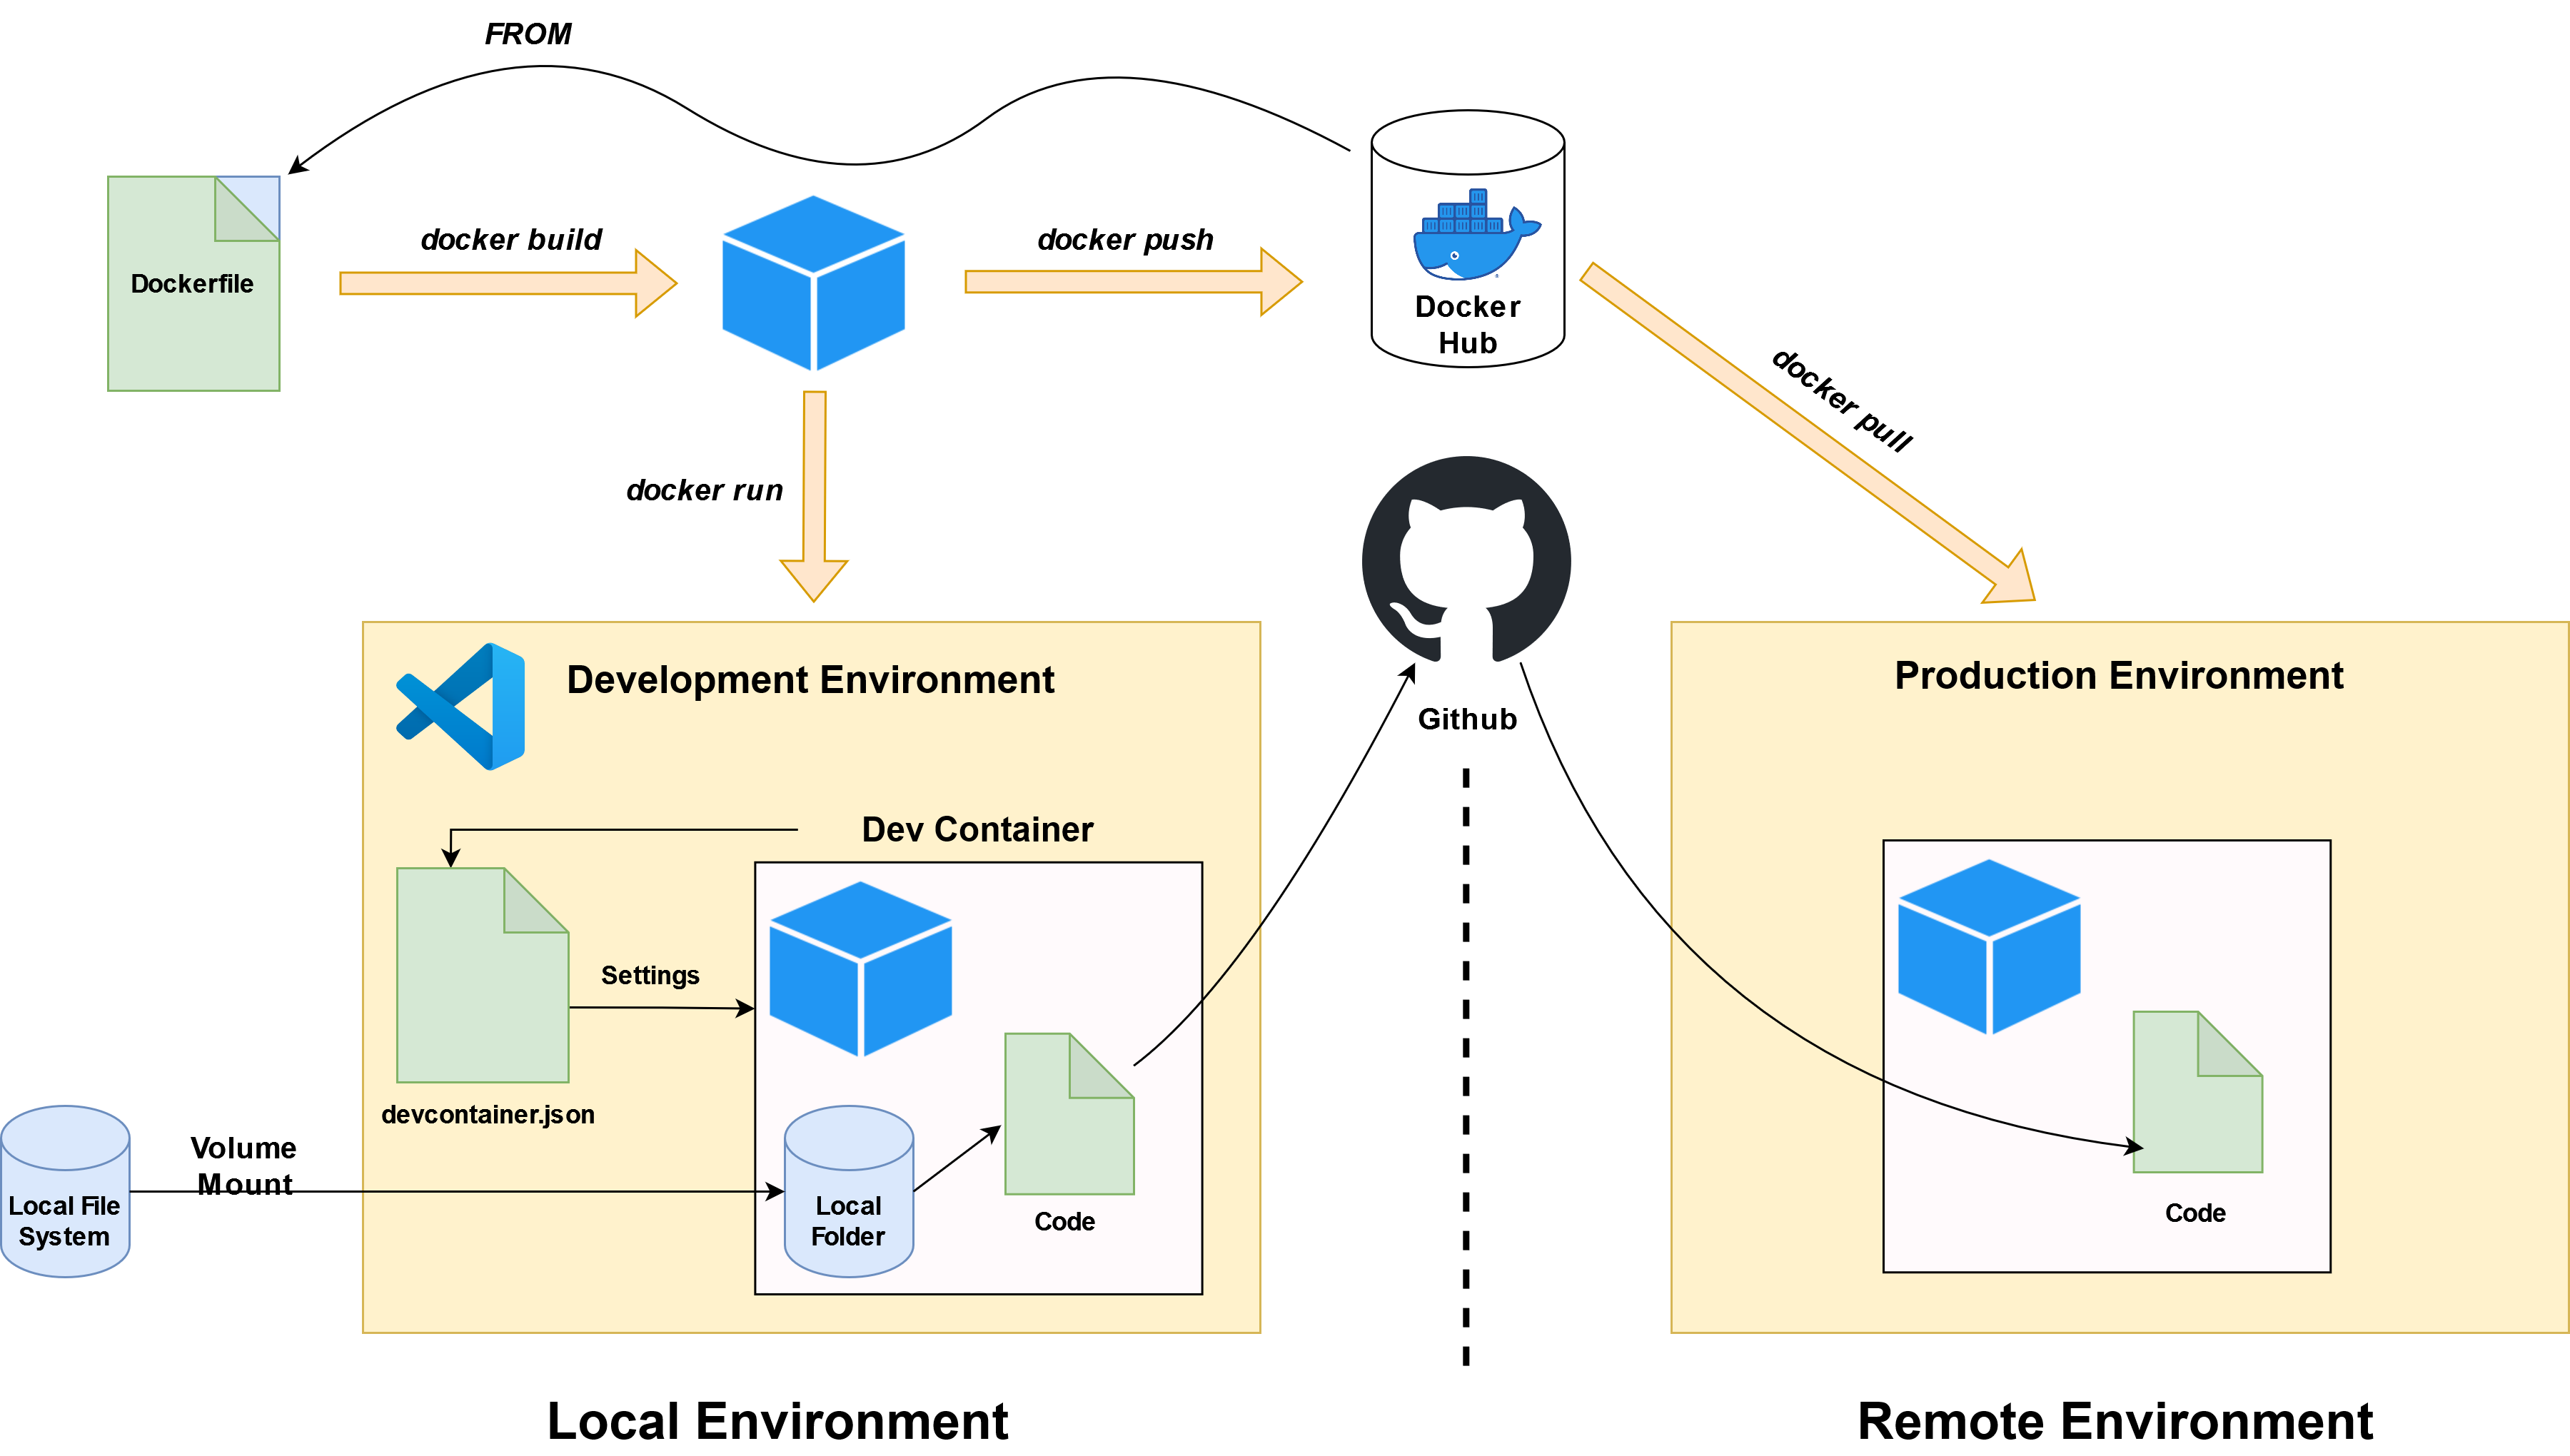 FROM
Dockerfile
docker build
docker push
Docker
Hub
docker pull
docker run
Development Environment
Github
Production Environment
Dev Container
Settings
devcontainer.json
Volume
Mount
Local File
System
Local
Folder
Code
Code
Local Environment
Remote Environment